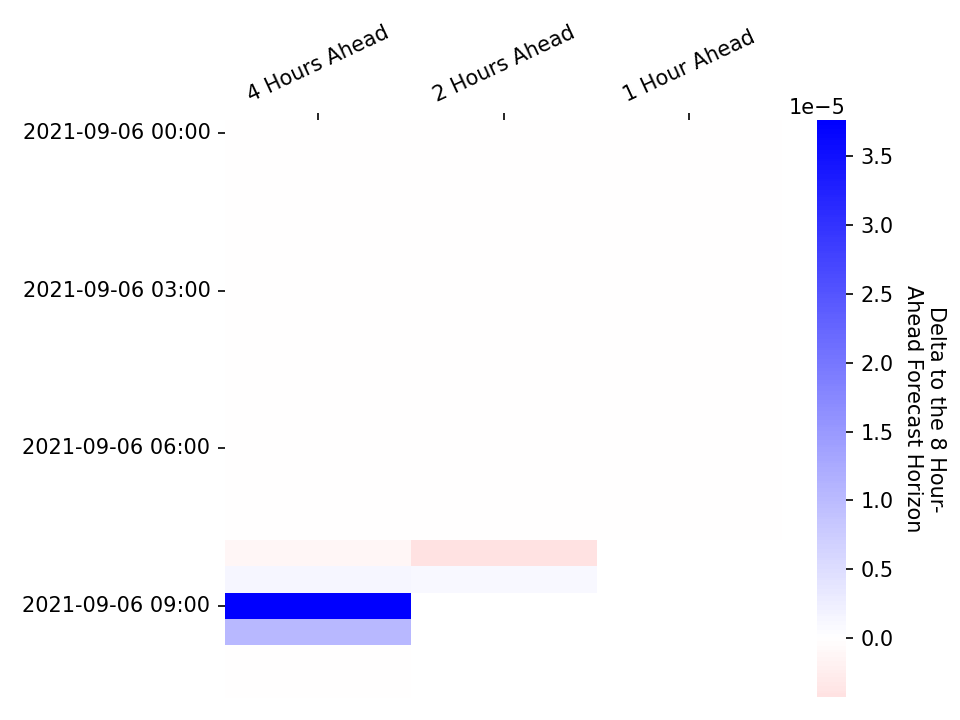 4 Hours Ahead
2 Hours Ahead
1 Hour Ahead
1e−5
2021-09-06 00:00
2021-09-06 03:00
2021-09-06 06:00
2021-09-06 09:00
3.5
3.0
2.5
2.0
1.5
1.0
0.5
0.0
Delta to the 8 Hour-
Ahead Forecast Horizon